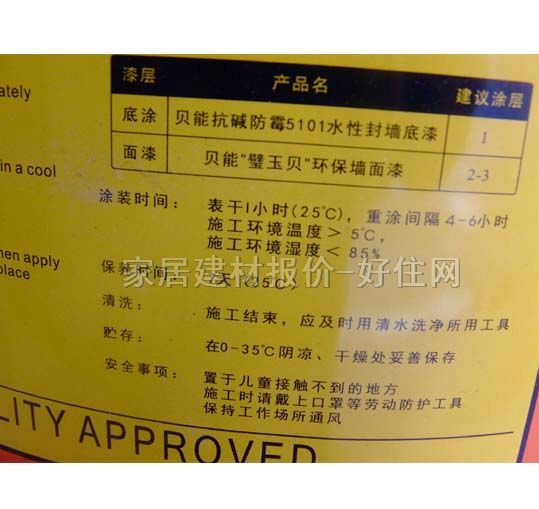 漆层 产品名 建议涂层
底涂 贝能抗碱防霉5101水性封墙底漆 1
面漆 贝能"璧玉贝"环保墙面漆 2-3
ately
in a cool
hen apply
place
涂装时间: 表干1小时(25℃), 重涂间隔4-6小时
施工环境温度>5℃,
施工环境湿度<85%
家居建材报价-好住网
保养时间: 7天(25℃)
清洗: 施工结束, 应及时用清水洗净所用工具
贮存: 在0-35℃阴凉、干燥处妥善保存
安全事项: 置于儿童接触不到的地方
施工时请戴上口罩等劳动防护工具
保持工作场所通风
LITY APPROVED